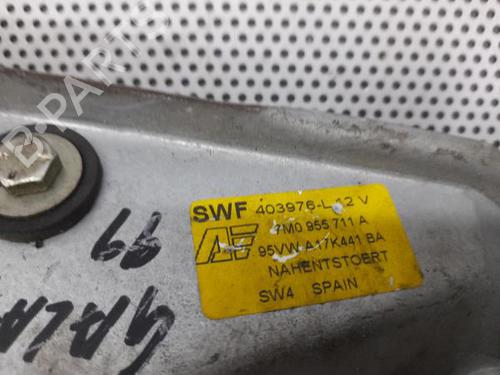 SWF 403976-L 12 V
7M0 955 711 A
95VW A17K441 BA
NAHENTSTOERT
SW4 SPAIN
99
GALA
B-PARTS